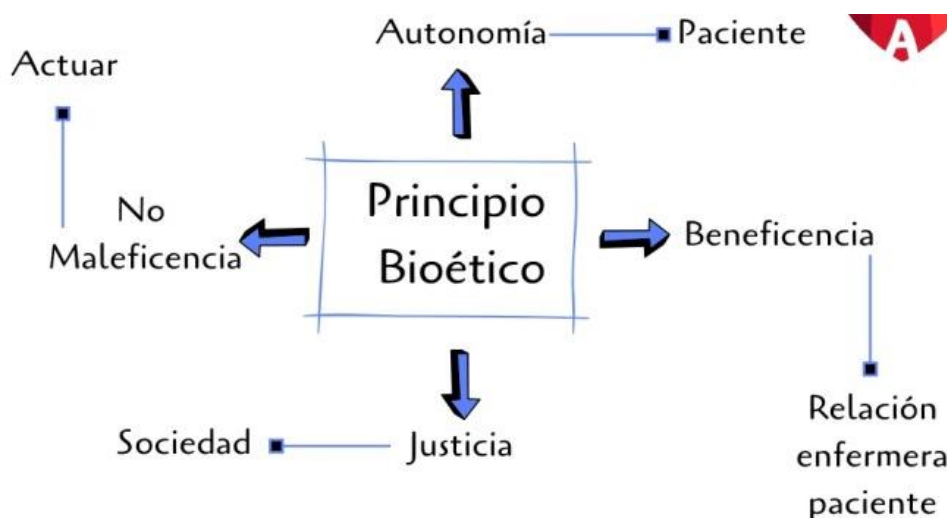 Autonomía
Paciente
A
Actuar
Principio
Bioético
No
Maleficencia
Beneficencia
Sociedad
Justicia
Relación
enfermera
paciente